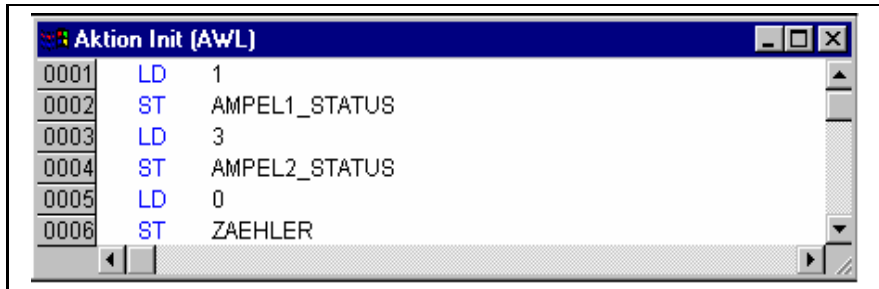 Aktion Init (AWL)
0001 LD 1
0002 ST AMPEL1_STATUS
0003 LD 3
0004 ST AMPEL2_STATUS
0005 LD 0
0006 ST ZAEHLER